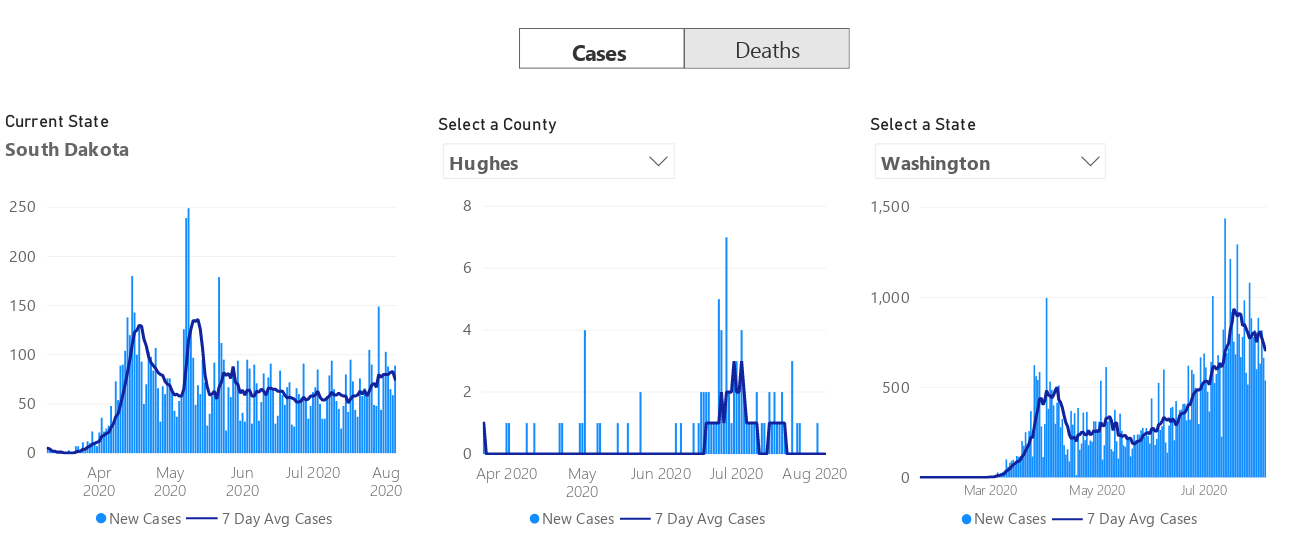 Cases Deaths
Current State
South Dakota
250
200
150
100
50
0
Apr 2020 May 2020 Jun 2020 Jul 2020 Aug 2020
New Cases 7 Day Avg Cases
Select a County
Hughes
8
6
4
2
0
Apr 2020 May 2020 Jun 2020 Jul 2020 Aug 2020
New Cases 7 Day Avg Cases
Select a State
Washington
1,500
1,000
500
0
Mar 2020 May 2020 Jul 2020
New Cases 7 Day Avg Cases